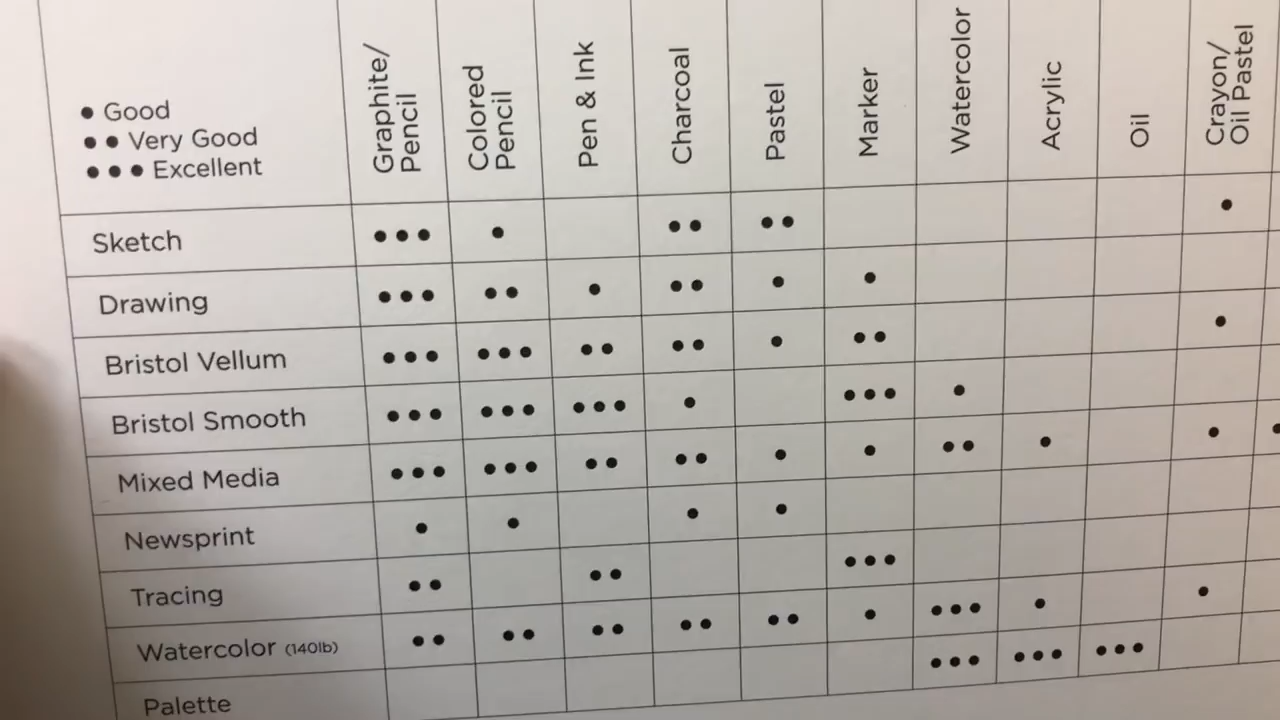 ● Good
●● Very Good
●●● Excellent
Graphite/
Pencil
Colored
Pencil
Pen & Ink
Charcoal
Pastel
Marker
Watercolor
Acrylic
Oil
Crayon/
Oil Pastel
Sketch ●●● ● ●● ●● ●
Drawing ●●● ●● ● ●● ● ●
Bristol Vellum ●●● ●●● ●● ●● ● ●● ●
Bristol Smooth ●●● ●●● ●●● ● ●●● ●
Mixed Media ●●● ●●● ●● ●● ● ● ●● ● ● ●
Newsprint ● ● ● ●
Tracing ●● ●● ●●●
Watercolor (140lb) ●● ●● ●● ●● ●● ● ●●● ● ●
Palette ●●● ●●● ●●●